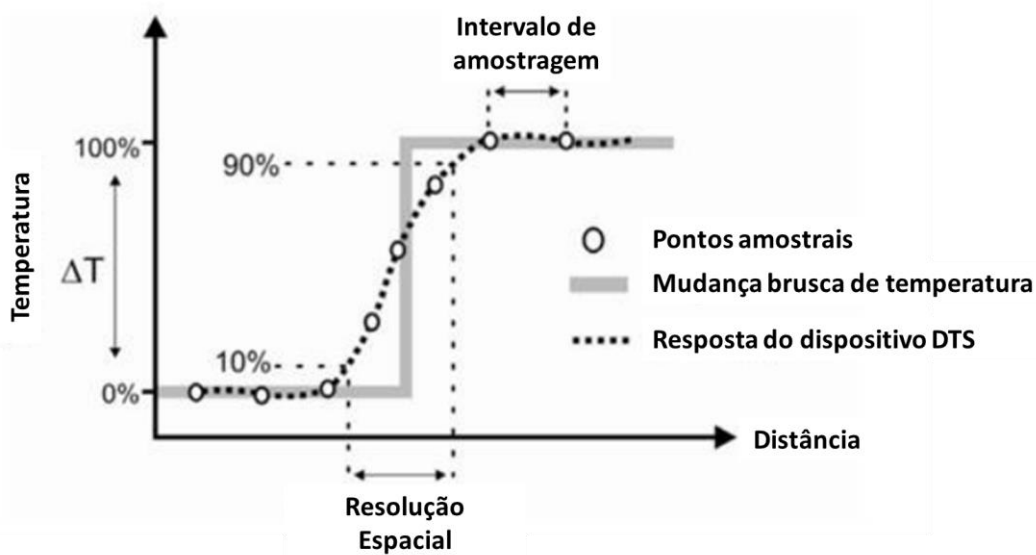 Intervalo de
amostragem
100%
90%
Temperatura
ΔT
10%
0%
Pontos amostrais
Mudança brusca de temperatura
Resposta do dispositivo DTS
Distância
Resolução
Espacial